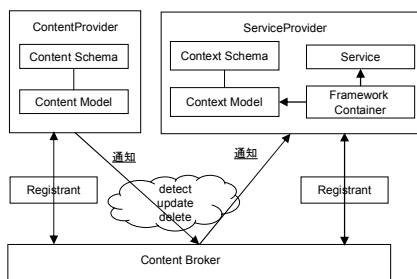 ContentProvider
Content Schema
Content Model
ServiceProvider
Context Schema
Service
Context Model
Framework
Container
通知
通知
Registrant
detect
update
delete
Registrant
Content Broker